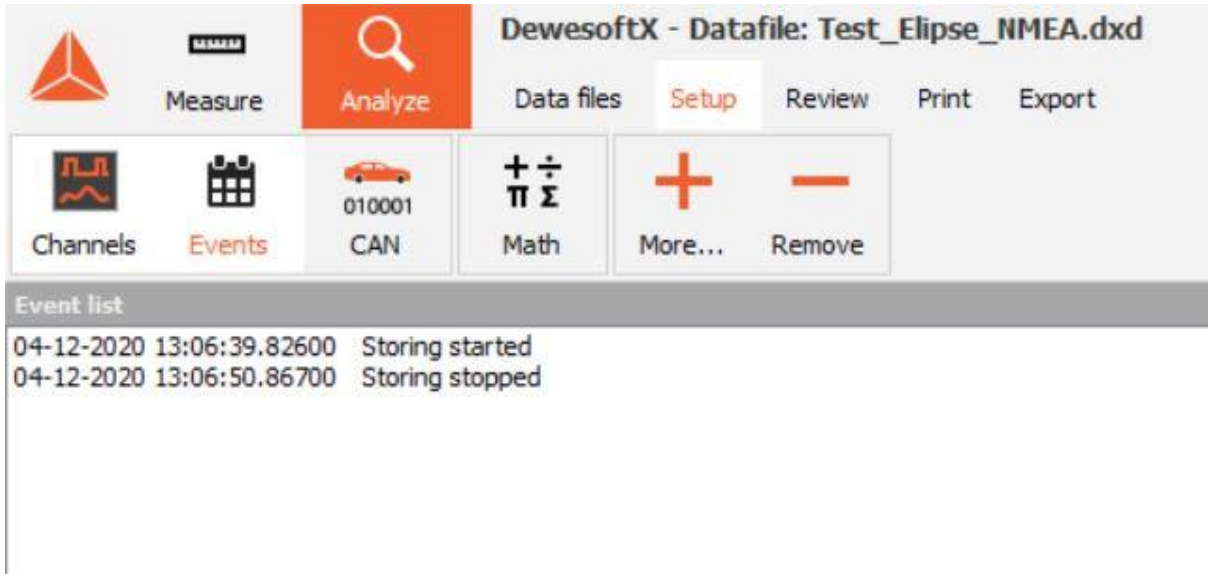 DewesoftX - Datafile: Test_Elipse_NMEA.dxd
Measure
Analyze
Data files
Setup
Review
Print
Export
010001
Channels
Events
CAN
Math
More...
Remove
Event list
04-12-2020 13:06:39.82600 Storing started
04-12-2020 13:06:50.86700 Storing stopped